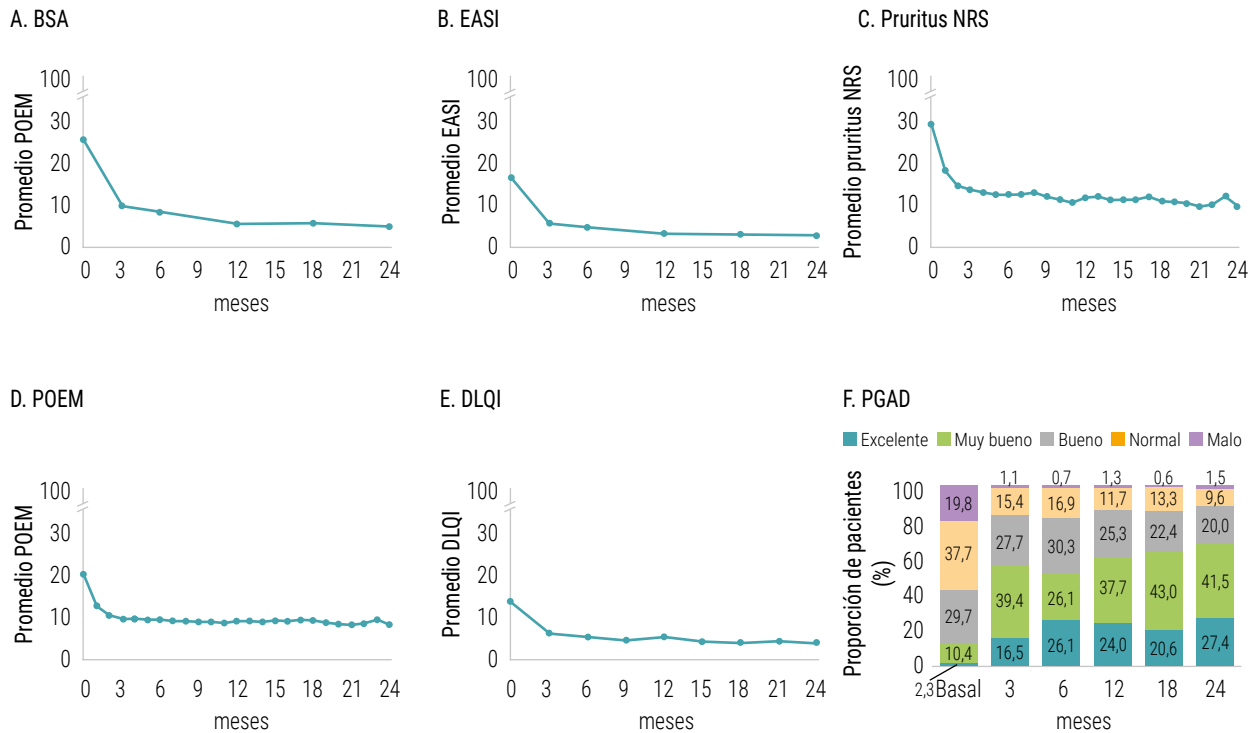 A. BSA
Promedio POEM
100
30
20
10
0
0 3 6 9 12 15 18 21 24
meses
B. EASI
Promedio EASI
100
30
20
10
0
0 3 6 9 12 15 18 21 24
meses
C. Pruritus NRS
Promedio pruritus NRS
100
30
20
10
0
0 3 6 9 12 15 18 21 24
meses
D. POEM
Promedio POEM
100
30
20
10
0
0 3 6 9 12 15 18 21 24
meses
E. DLQI
Promedio DLQI
100
30
20
10
0
0 3 6 9 12 15 18 21 24
meses
F. PGAD
Excelente Muy bueno Bueno Normal Malo
Proporción de pacientes
(%)
100
80
60
40
20
0
1,1 0,7 1,3 0,6 1,5
19,8 15,4 16,9 11,7 13,3 9,6
37,7 27,7 30,3 25,3 22,4 20,0
29,7 39,4 26,1 37,7 43,0 41,5
10,4 16,5 26,1 24,0 20,6 27,4
2,3
Basal 3 6 12 18 24
meses